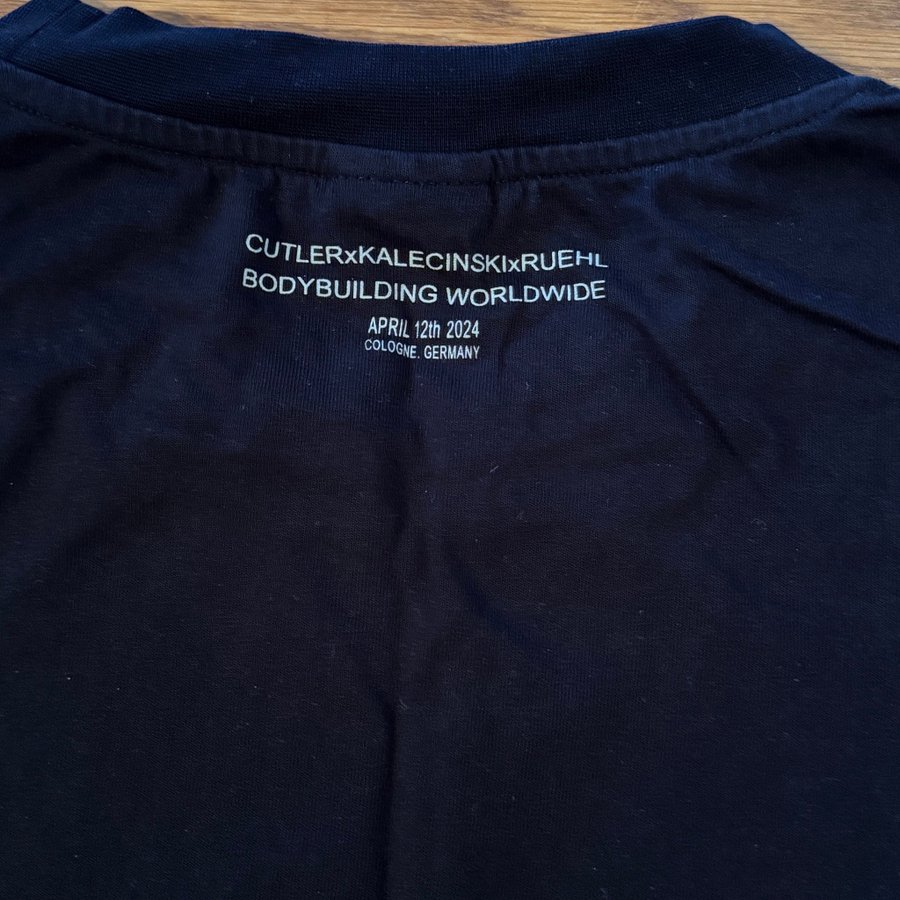 CUTLERxKALECINSKIxRUEHL
BODYBUILDING WORLDWIDE
APRIL 12th 2024
COLOGNE. GERMANY